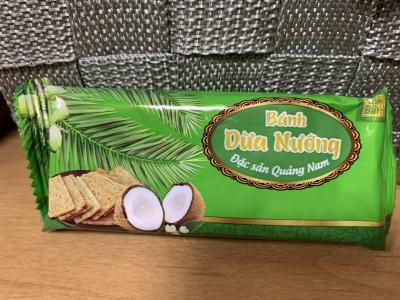 Bánh
Dừa Nướng
Đặc sản Quảng Nam